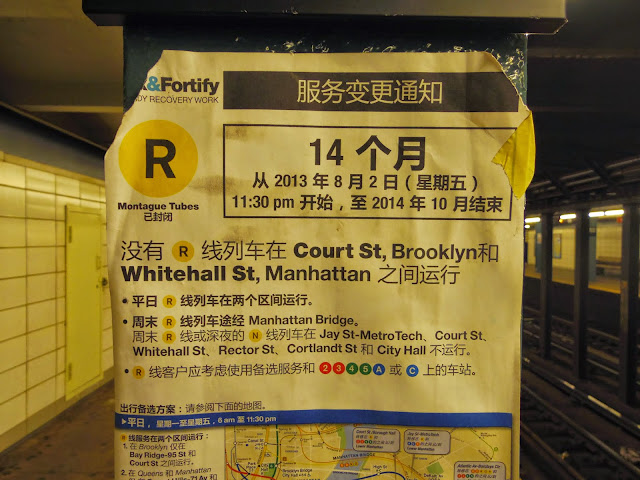 &Fortify
RECOVERY WORK
服务变更通知
R
Montague Tubes
已封闭
14 个月
从 2013 年 8 月 2 日 ( 星期五 )
11:30 pm 开始，至 2014 年 10 月结束
没有 R 线列车在 Court St, Brooklyn和
Whitehall St, Manhattan 之间运行
• 平日 R 线列车在两个区间运行。
• 周末 R 线列车途经 Manhattan Bridge。
周末 R 线或深夜的 N 线列车在 Jay St-MetroTech、Court St、
Whitehall St、Rector St、Cortlandt St 和 City Hall 不运行。
• R 线客户应考虑使用备选服务和 2 3 4 5 A 或 C 上的车站。
出行备选方案：请参阅下面的地图。
平日，星期一至星期五，6 am 至 11:30 pm
R 线服务在两个区间运行：
1. 在 Brooklyn, 仅在
Bay Ridge-95 St 和
Court St 之间运行。
2. 在 Queens 和 Manhattan
71 Av 和